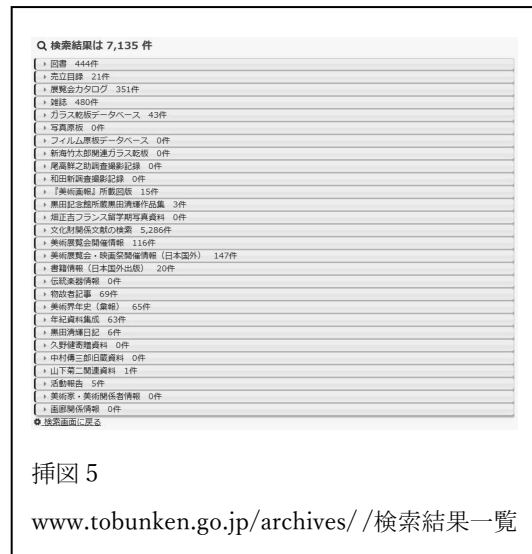 検索結果は 7,135 件
図書 444件
売立目録 21件
展覧会カタログ 351件
雑誌 480件
ガラス乾板データベース 43件
写真原板 0件
フィルム原板データベース 0件
新海竹太郎関連ガラス乾板 0件
尾高鮮之助調査撮影記録 0件
和田新調査撮影記録 0件
『美術画報』所載図版 15件
黒田記念館所蔵黒田清輝作品集 3件
畑正吉フランス留学期写真資料 0件
文化財関係文献の検索 5,286件
美術展覧会開催情報 116件
美術展覧会・映画祭開催情報(日本国外) 147件
書籍情報(日本国外出版) 20件
伝統楽器情報 0件
物故者記事 69件
美術界年史(彙報) 65件
年紀資料集成 63件
黒田清輝日記 6件
久野健寄贈資料 0件
中村傳三郎旧蔵資料 0件
山下菊二関連資料 1件
活動報告 5件
美術家・美術関係者情報 0件
画廊関係情報 0件
検索画面に戻る
挿図 5
www.tobunken.go.jp/archives/ /検索結果一覧